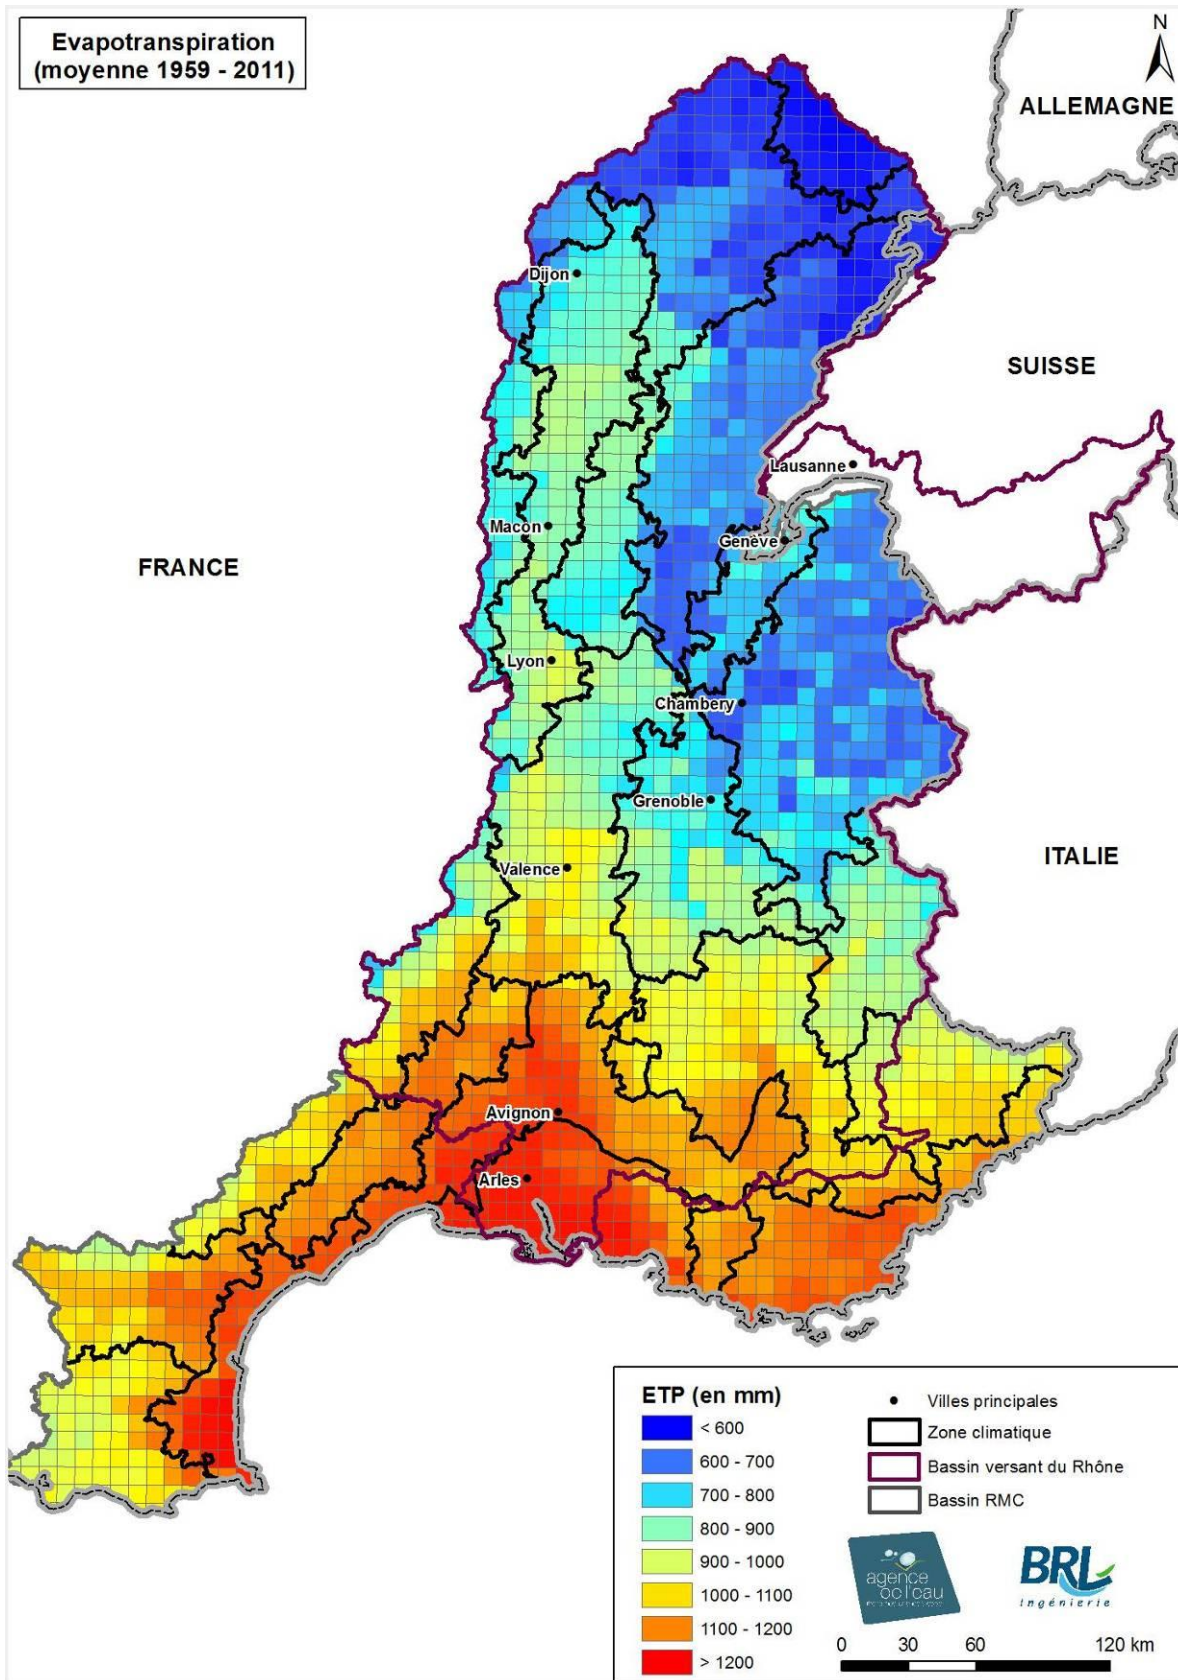 Evapotranspiration
(moyenne 1959 - 2011)
N
ALLEMAGNE
Dijon
SUISSE
Lausanne
Macon
Genève
FRANCE
Lyon
Chambery
Grenoble
ITALIE
Valence
Avignon
Arles
ETP (en mm)
< 600
600 - 700
700 - 800
800 - 900
900 - 1000
1000 - 1100
1100 - 1200
> 1200
Villes principales
Zone climatique
Bassin versant du Rhône
Bassin RMC
agence
de l'eau
BRL
Ingénierie
0 30 60 120 km